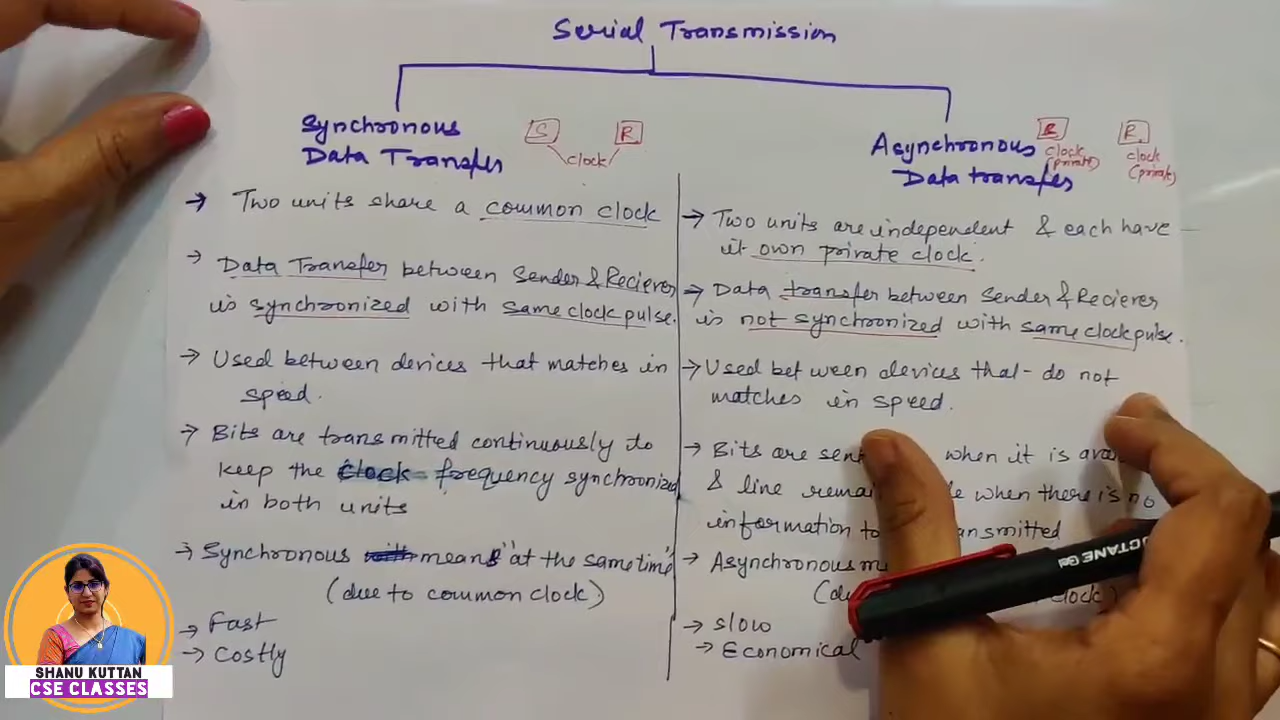 Serial Transmission
Synchronous
Data Transfer
S R
clock
→ Two units share a common clock
→ Data Transfer between Sender & Reciever
is synchronized with same clock pulse.
→ Used between devices that matches in
speed.
→ Bits are transmitted continuously to
keep the clock frequency synchronized
in both units
→ Synchronous means "at the same time"
(due to common clock)
→ Fast
→ Costly
Asynchronous
Data transfer
R
clock
(private)
clock
(private)
→ Two units are independent & each have
it own private clock.
→ Data transfer between Sender & Reciever
is not synchronized with same clock pulse.
→ Used between devices that do not
matches in speed.
→ Bits are when it is
& line when there is no
information
→ Asynchronous
clock)
→ slow
→ Economical
OCTANE Gel
SHANU KUTTAN
CSE CLASSES